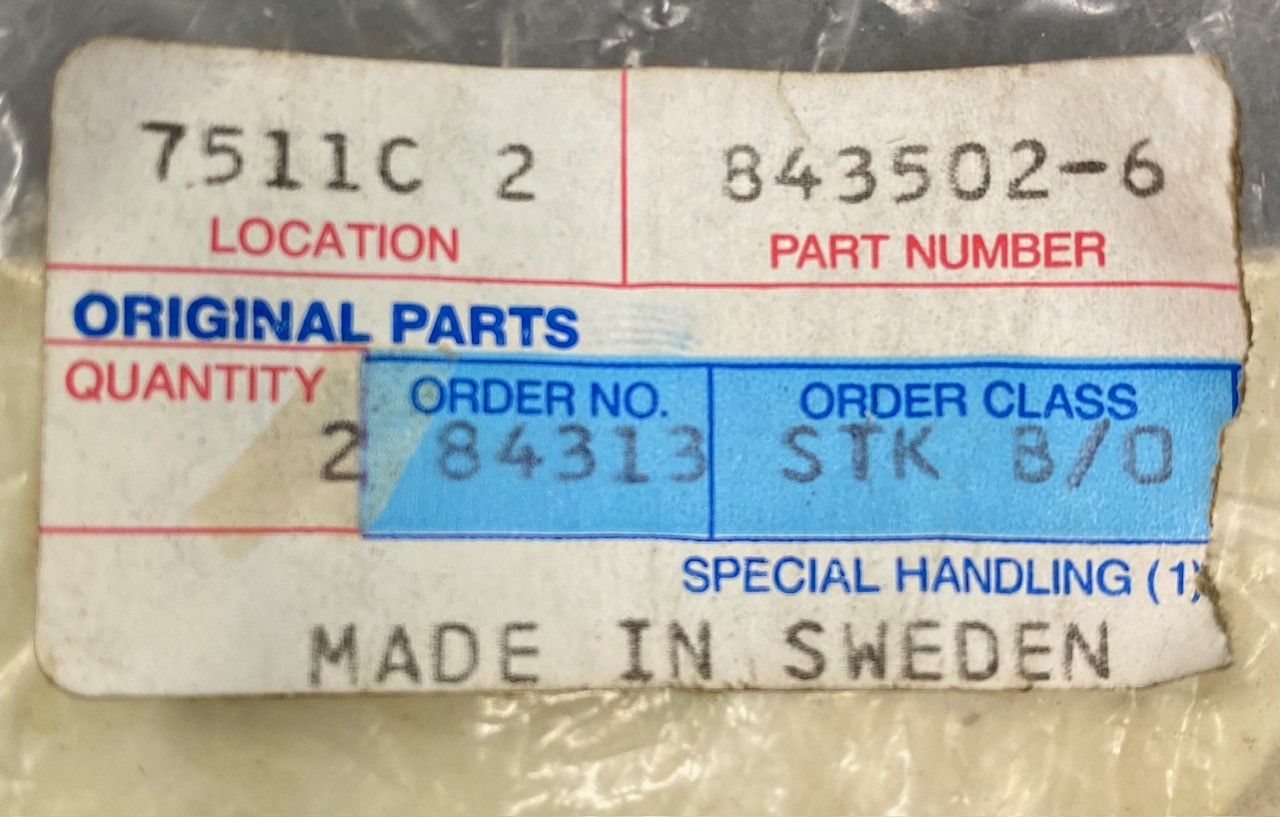 7511C 2 843502-6
LOCATION PART NUMBER
ORIGINAL PARTS
QUANTITY ORDER NO. ORDER CLASS
2 84313 STK B/O
SPECIAL HANDLING (1)
MADE IN SWEDEN